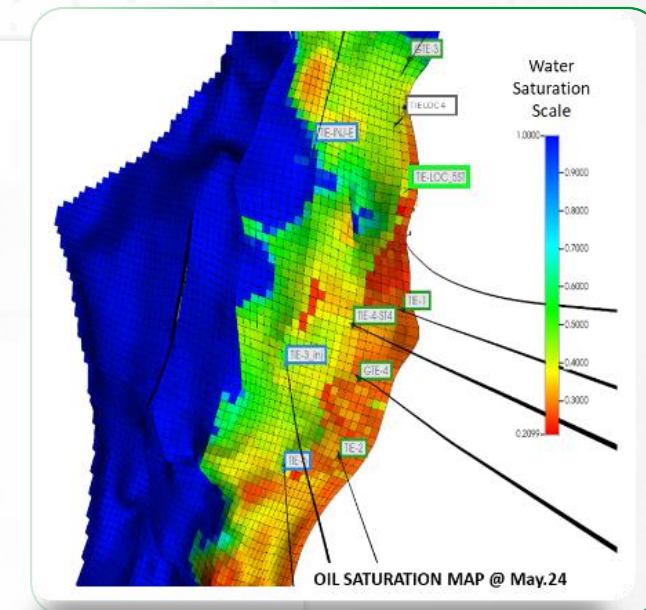 GTE-3
Water
Saturation
Scale
TIELOC4
TIE-INJ-E
1.0000
0.9000
TIE-LOC_5ST
0.8000
0.7000
0.6000
TIE-1
0.5000
TIE-4-ST4
0.4000
TIE-3_inj
GTE-4
0.3000
0.2099
TIE-2
OIL SATURATION MAP @ May.24